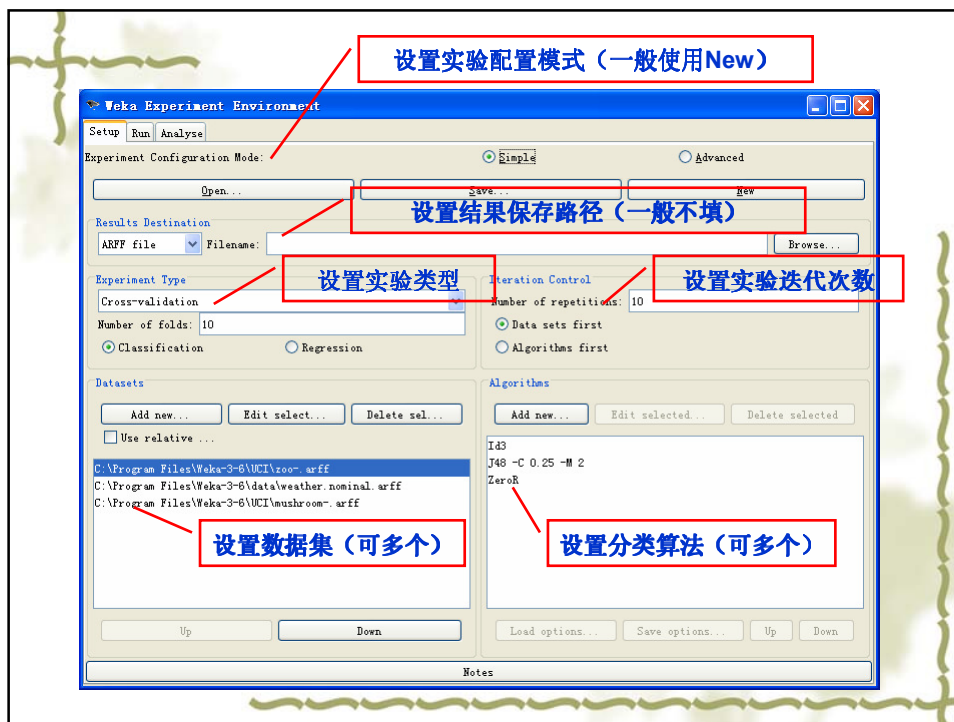 设置实验配置模式（一般使用New）
Weka Experiment Environment
Setup Run Analyse
Experiment Configuration Mode: Simple Advanced
Open... Save... New
设置结果保存路径（一般不填）
Results Destination
ARFF file Filename: Browse...
设置实验类型 设置实验迭代次数
Experiment Type Iteration Control
Cross-validation Number of repetitions: 10
Number of folds: 10 Data sets first
Classification Regression Algorithms first
Datasets Algorithms
Add new... Edit select... Delete sel... Add new... Edit selected... Delete selected
Use relative ...
Id3
C:\Program Files\Weka-3-6\UCI\zoo-.arff J48 -C 0.25 -M 2
C:\Program Files\Weka-3-6\data\weather.nominal.arff ZeroR
C:\Program Files\Weka-3-6\UCI\mushroom-.arff
设置数据集（可多个） 设置分类算法（可多个）
Up Down Load options... Save options... Up Down
Notes